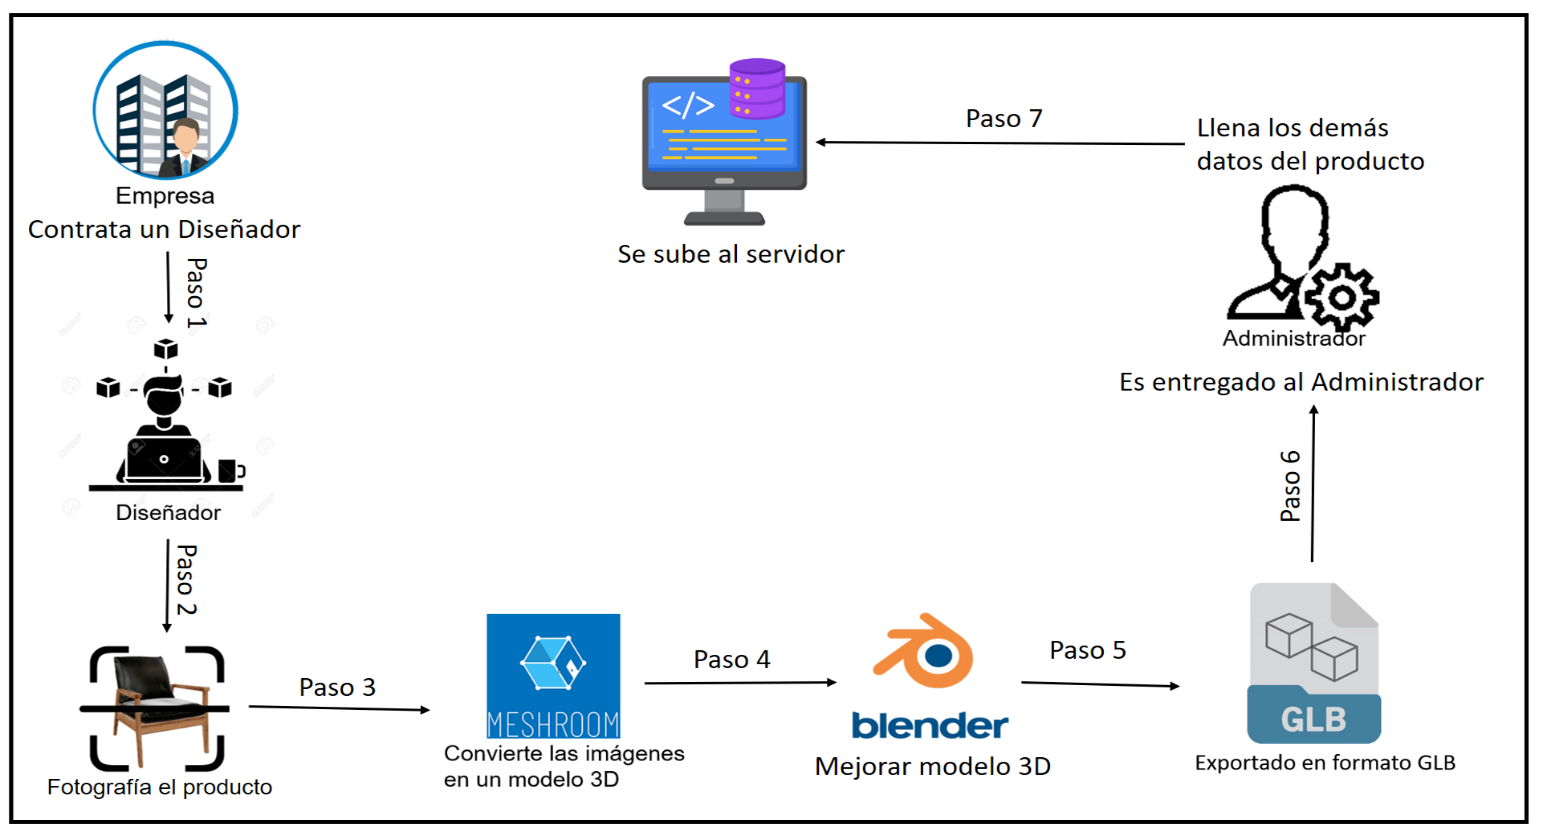 Empresa
Contrata un Diseñador
Paso 1
Diseñador
Paso 2
Fotografía el producto
Paso 3
MESHROOM
Convierte las imágenes
en un modelo 3D
Paso 4
blender
Mejorar modelo 3D
Paso 5
GLB
Exportado en formato GLB
Paso 6
Es entregado al Administrador
Administrador
Llena los demás
datos del producto
Paso 7
</>
Se sube al servidor